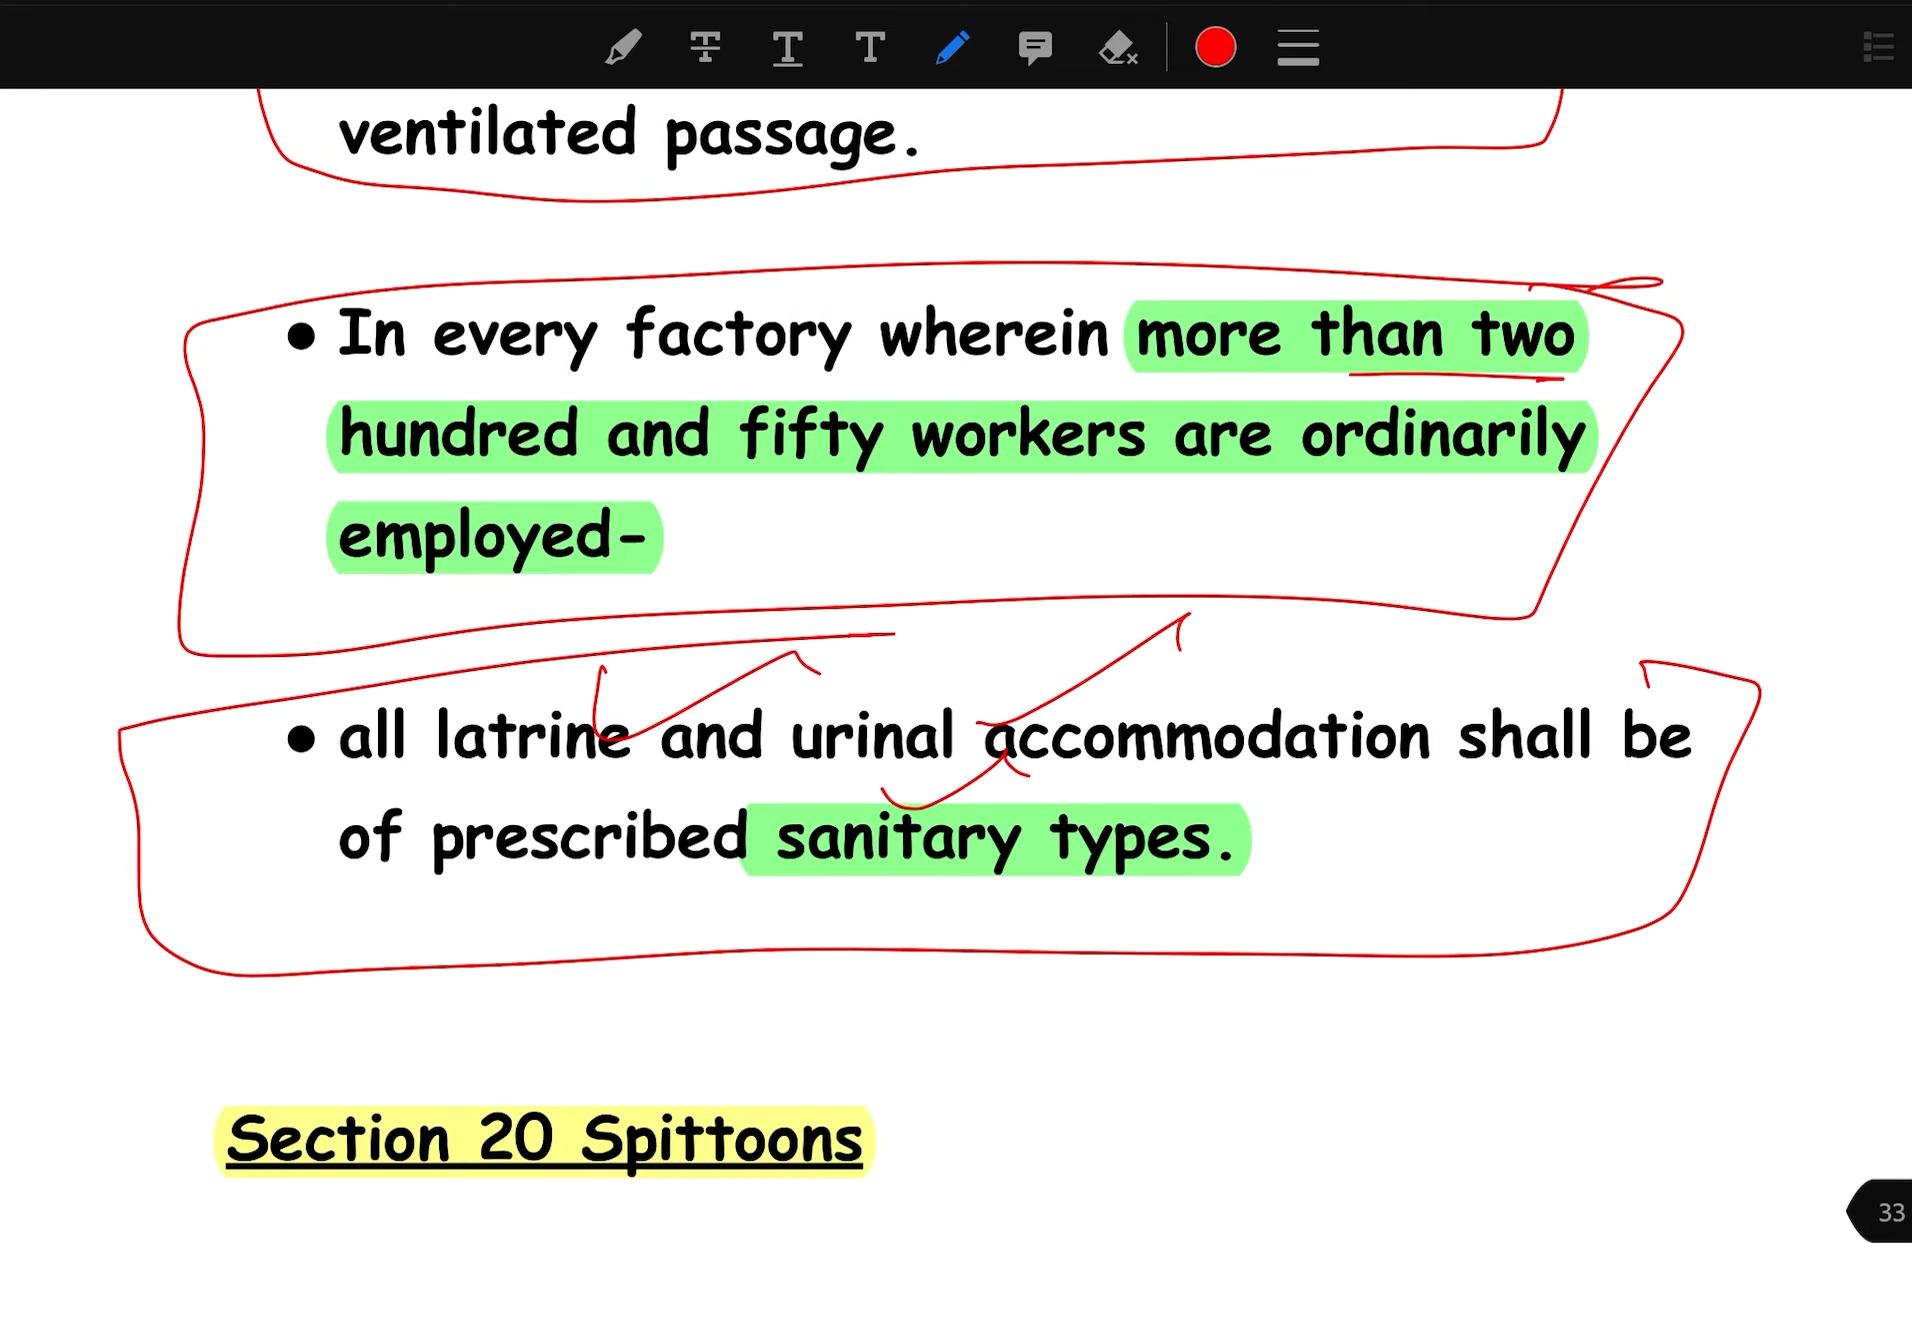 ventilated passage.
● In every factory wherein more than two
hundred and fifty workers are ordinarily
employed-
● all latrine and urinal accommodation shall be
of prescribed sanitary types.
Section 20 Spittoons
33